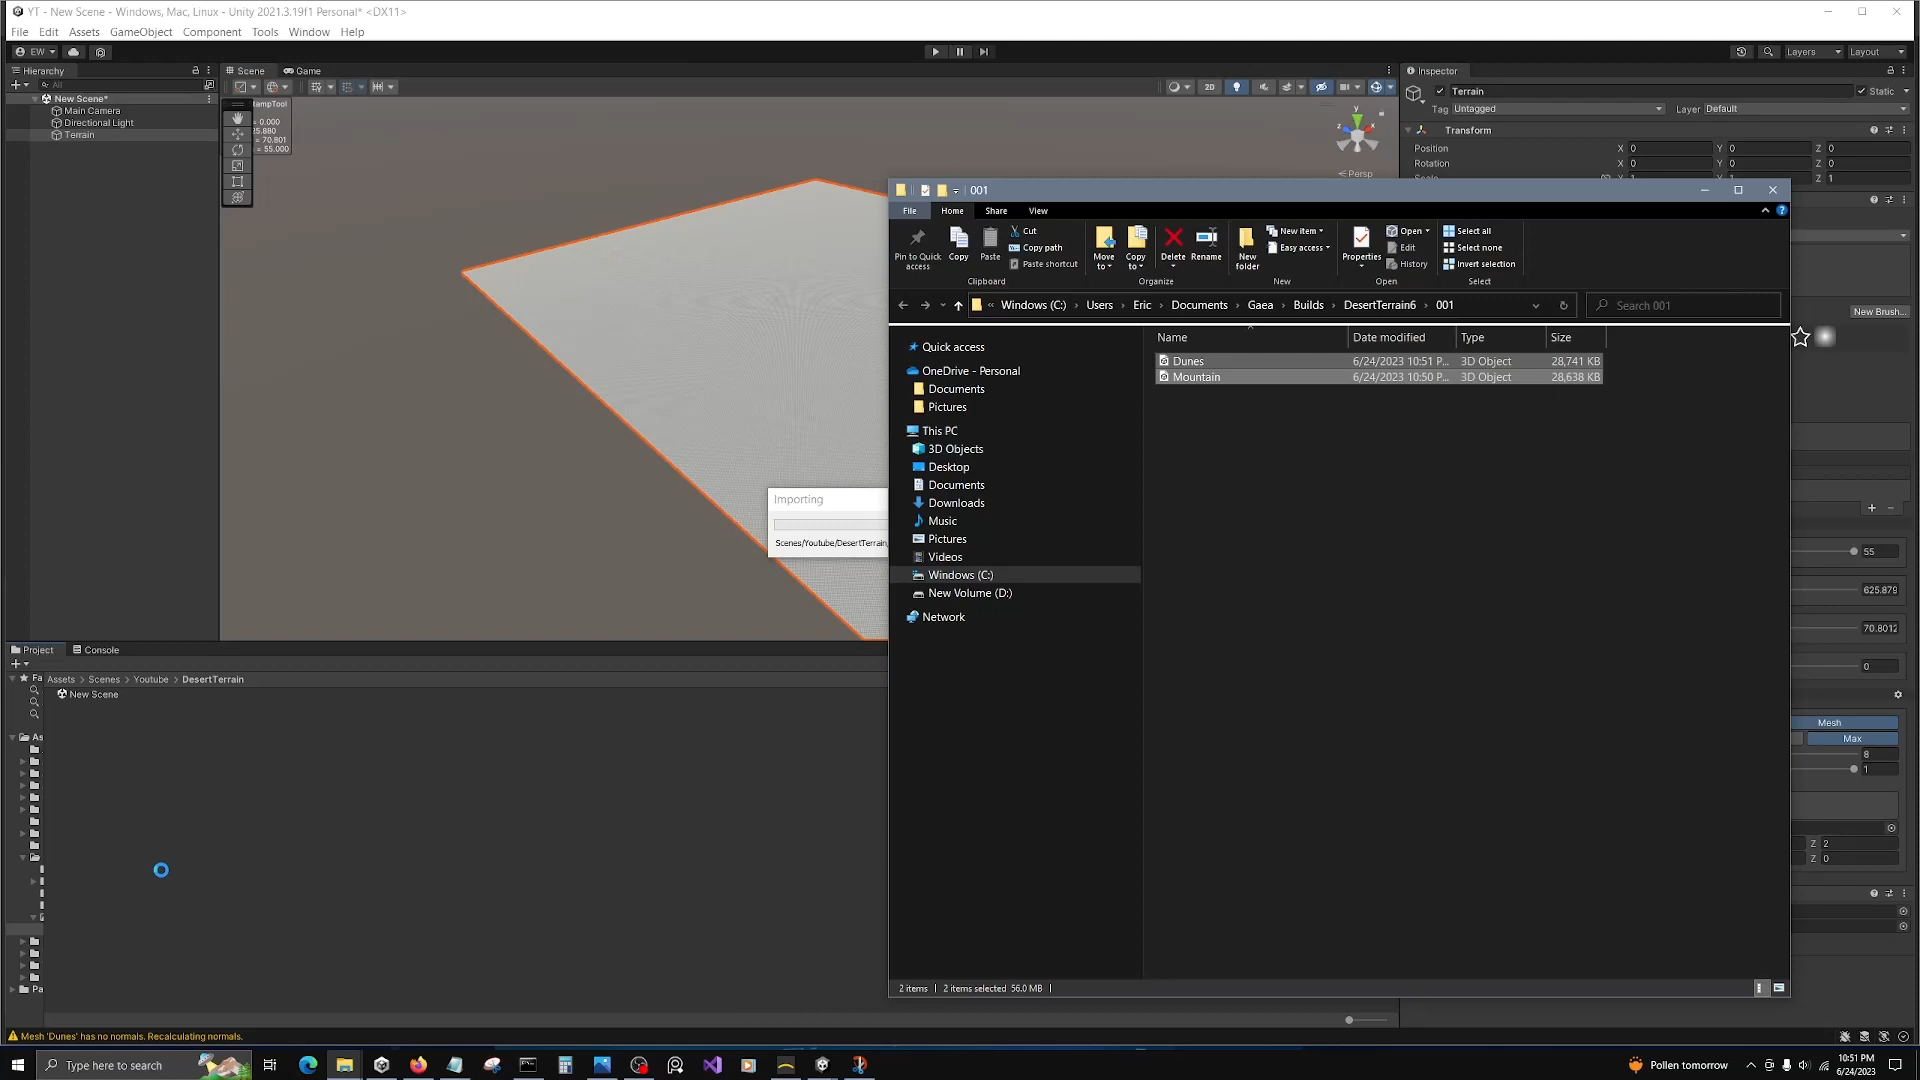 YT - New Scene - Windows, Mac, Linux - Unity 2021.3.19f1 Personal* <DX11>
File Edit Assets GameObject Component Tools Window Help
EW Layers Layout
Hierarchy Scene Game Inspector
All
New Scene*
Main Camera
Directional Light
Terrain
2D
= 0.000
25.880
= 70.801
= 55.000
y
z x
Persp
Terrain Static
Tag Untagged Layer Default
Transform
Position X 0 Y 0 Z 0
Rotation X 0 Y 0 Z 0
Scale X 1 Y 1 Z 1
New Brush...
55
625.879
70.8012
0
Mesh
Max
8
1
Z 2
Z 0
001
File Home Share View
Pin to Quick access
Copy
Paste
Cut
Copy path
Paste shortcut
Clipboard
Move to
Copy to
Delete
Rename
Organize
New folder
New item
Easy access
New
Properties
Open
Edit
History
Open
Select all
Select none
Invert selection
Select
« Windows (C:) › Users › Eric › Documents › Gaea › Builds › DesertTerrain6 › 001
Search 001
Name Date modified Type Size
Dunes 6/24/2023 10:51 P... 3D Object 28,741 KB
Mountain 6/24/2023 10:50 P... 3D Object 28,638 KB
Quick access
OneDrive - Personal
Documents
Pictures
This PC
3D Objects
Desktop
Documents
Downloads
Music
Pictures
Videos
Windows (C:)
New Volume (D:)
Network
2 items 2 items selected 56.0 MB
Importing
Scenes/Youtube/DesertTerrain
Project Console
Fa
Assets > Scenes > Youtube > DesertTerrain
New Scene
As
Pa
Mesh 'Dunes' has no normals. Recalculating normals.
Type here to search
Pollen tomorrow
10:51 PM
6/24/2023